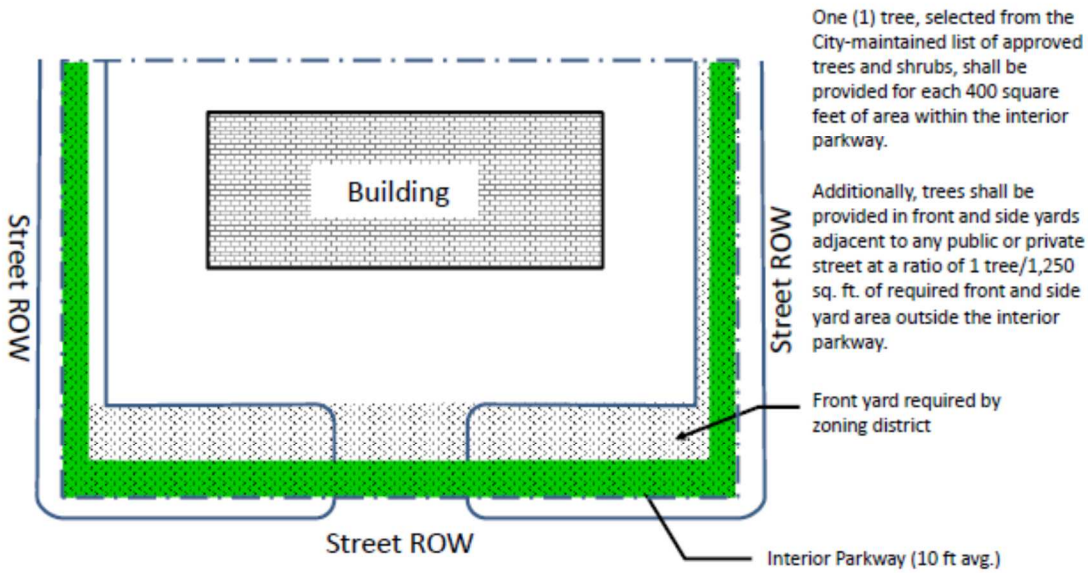 One (1) tree, selected from the
City-maintained list of approved
trees and shrubs, shall be
provided for each 400 square
feet of area within the interior
parkway.
Building
Additionally, trees shall be
provided in front and side yards
adjacent to any public or private
street at a ratio of 1 tree/1,250
sq. ft. of required front and side
yard area outside the interior
parkway.
Street ROW
Street ROW
Front yard required by
zoning district
Street ROW
Interior Parkway (10 ft avg.)